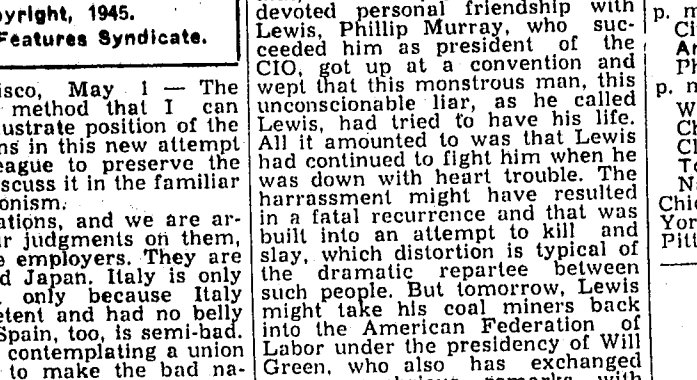 pyright, 1945.
Features Syndicate.
isco, May 1 — The
method that I can
ustrate position of the
ns in this new attempt
eague to preserve the
scuss it in the familiar
onism.
ations, and we are ar-
r judgments on them,
e employers. They are
d Japan. Italy is only
only because Italy
etent and had no belly
Spain, too, is semi-bad.
contemplating a union
to make the bad na-
devoted personal friendship with
Lewis, Phillip Murray, who suc-
ceeded him as president of the
CIO, got up at a convention and
wept that this monstrous man, this
unconscionable liar, as he called
Lewis, had tried to have his life.
All it amounted to was that Lewis
had continued to fight him when he
was down with heart trouble. The
harrassment might have resulted
in a fatal recurrence and that was
built into an attempt to kill and
slay, which distortion is typical of
the dramatic repartee between
such people. But tomorrow, Lewis
might take his coal miners back
into the American Federation of
Labor under the presidency of Will
Green, who also has exchanged
remarks with
p. m
Ci
Ar
Ph
p. m
W
Ch
Cl
To
N
Chic
Yor
Pitt